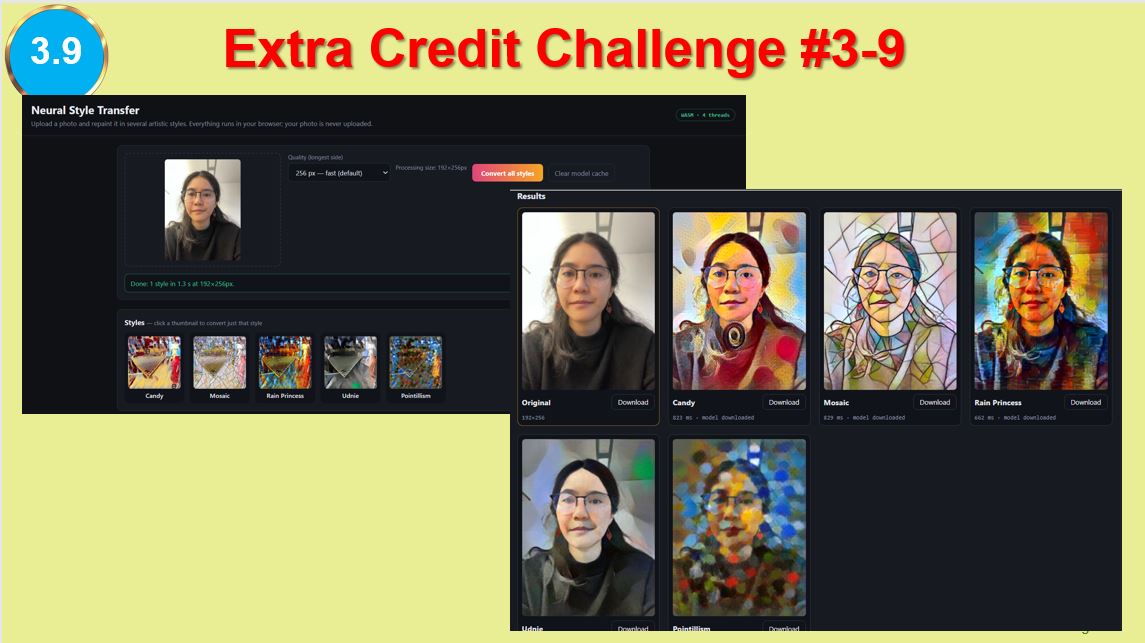 3.9
Extra Credit Challenge #3-9
Neural Style Transfer
Upload a photo and repaint it in several artistic styles. Everything runs in your browser; your photo is never uploaded.
WASM · 4 threads
Quality (longest side)
256 px — fast (default)
Processing size: 192×256px
Convert all styles
Clear model cache
Done: 1 style in 1.3 s at 192×256px.
Styles — click a thumbnail to convert just that style
Candy
Mosaic
Rain Princess
Udnie
Pointillism
Results
Original Download
192×256
Candy Download
823 ms · model downloaded
Mosaic Download
829 ms · model downloaded
Rain Princess Download
662 ms · model downloaded
Udnie Download
Pointillism Download